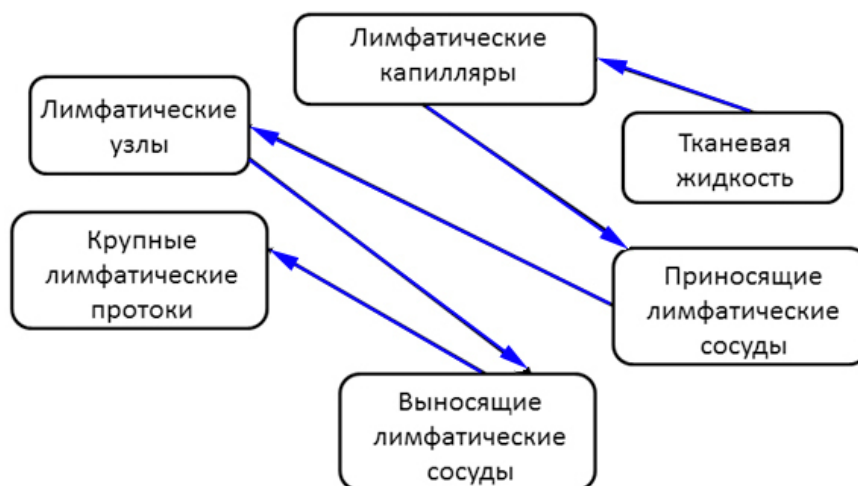 Лимфатические
капилляры
Лимфатические
узлы
Тканевая
жидкость
Крупные
лимфатические
протоки
Приносящие
лимфатические
сосуды
Выносящие
лимфатические
сосуды